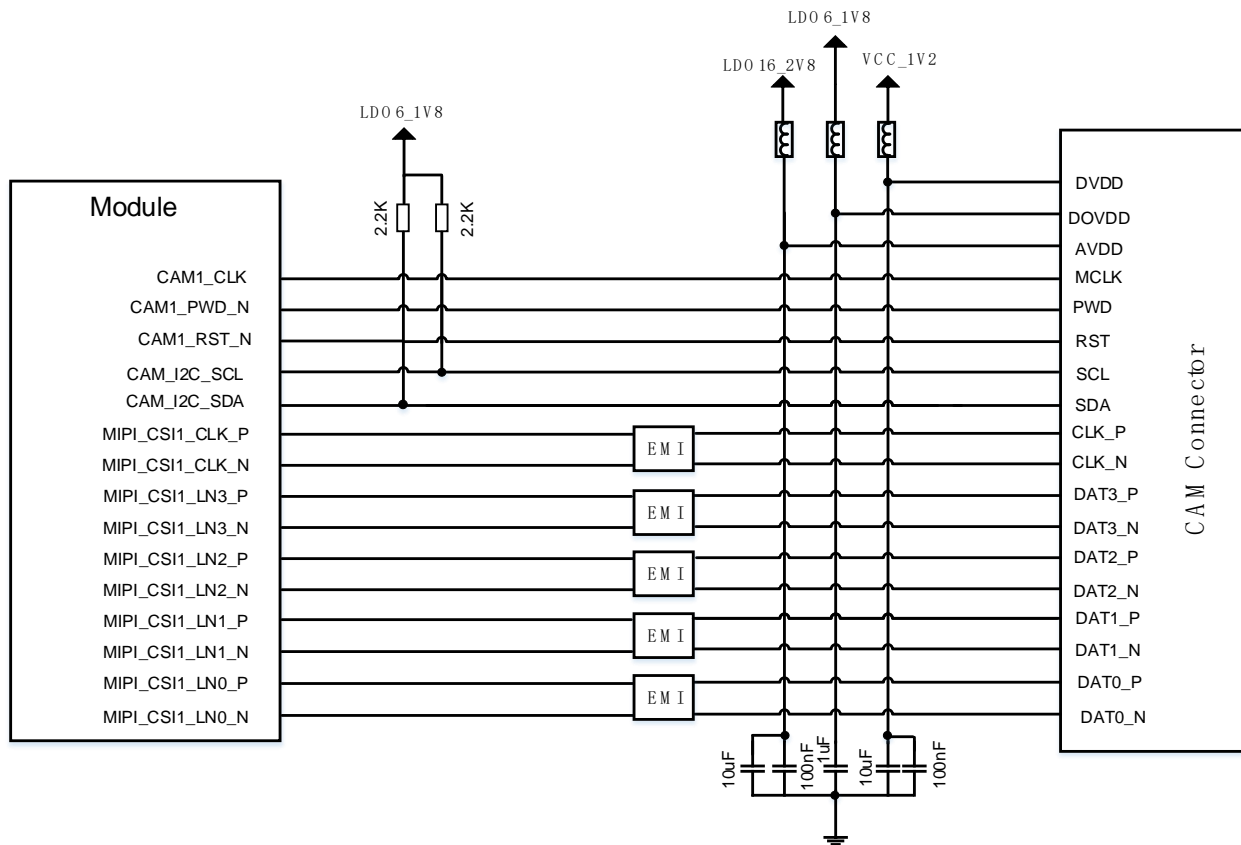 LDO6_1V8
LDO16_2V8
VCC_1V2
LDO6_1V8
Module
2.2K
2.2K
CAM1_CLK
CAM1_PWD_N
CAM1_RST_N
CAM_I2C_SCL
CAM_I2C_SDA
MIPI_CSI1_CLK_P
MIPI_CSI1_CLK_N
MIPI_CSI1_LN3_P
MIPI_CSI1_LN3_N
MIPI_CSI1_LN2_P
MIPI_CSI1_LN2_N
MIPI_CSI1_LN1_P
MIPI_CSI1_LN1_N
MIPI_CSI1_LN0_P
MIPI_CSI1_LN0_N
EMI
EMI
EMI
EMI
EMI
DVDD
DOVDD
AVDD
MCLK
PWD
RST
SCL
SDA
CLK_P
CLK_N
DAT3_P
DAT3_N
DAT2_P
DAT2_N
DAT1_P
DAT1_N
DAT0_P
DAT0_N
CAM Connector
10uF
100nF
1uF
10uF
100nF